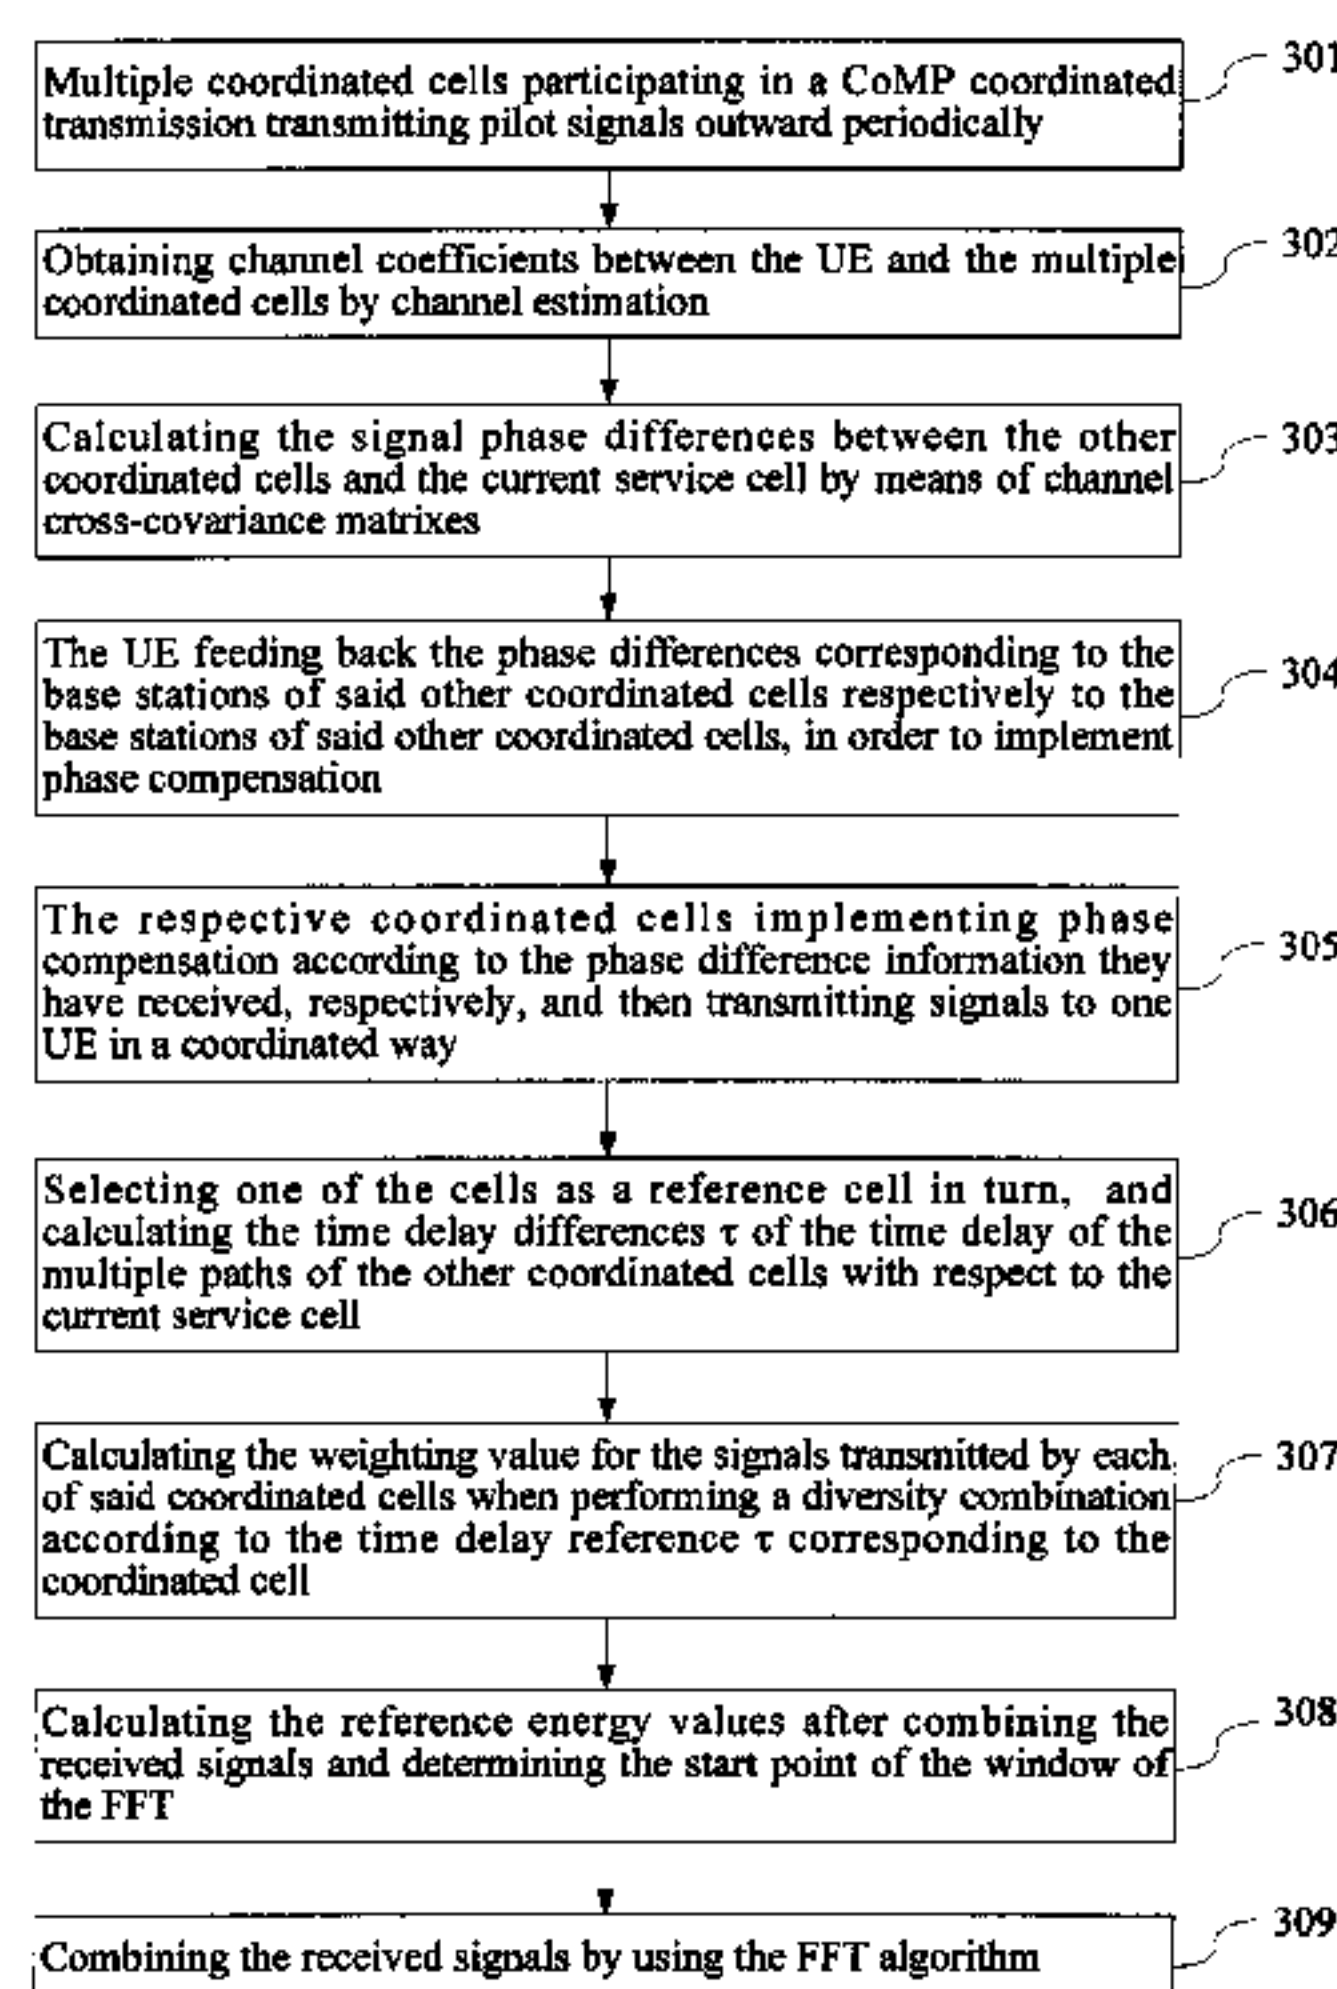 301
Multiple coordinated cells participating in a CoMP coordinated
transmission transmitting pilot signals outward periodically
302
Obtaining channel coefficients between the UE and the multiple
coordinated cells by channel estimation
303
Calculating the signal phase differences between the other
coordinated cells and the current service cell by means of channel
cross-covariance matrixes
304
The UE feeding back the phase differences corresponding to the
base stations of said other coordinated cells respectively to the
base stations of said other coordinated cells, in order to implement
phase compensation
305
The respective coordinated cells implementing phase
compensation according to the phase difference information they
have received, respectively, and then transmitting signals to one
UE in a coordinated way
306
Selecting one of the cells as a reference cell in turn, and
calculating the time delay differences τ of the time delay of the
multiple paths of the other coordinated cells with respect to the
current service cell
307
Calculating the weighting value for the signals transmitted by each
of said coordinated cells when performing a diversity combination
according to the time delay reference τ corresponding to the
coordinated cell
308
Calculating the reference energy values after combining the
received signals and determining the start point of the window of
the FFT
309
Combining the received signals by using the FFT algorithm